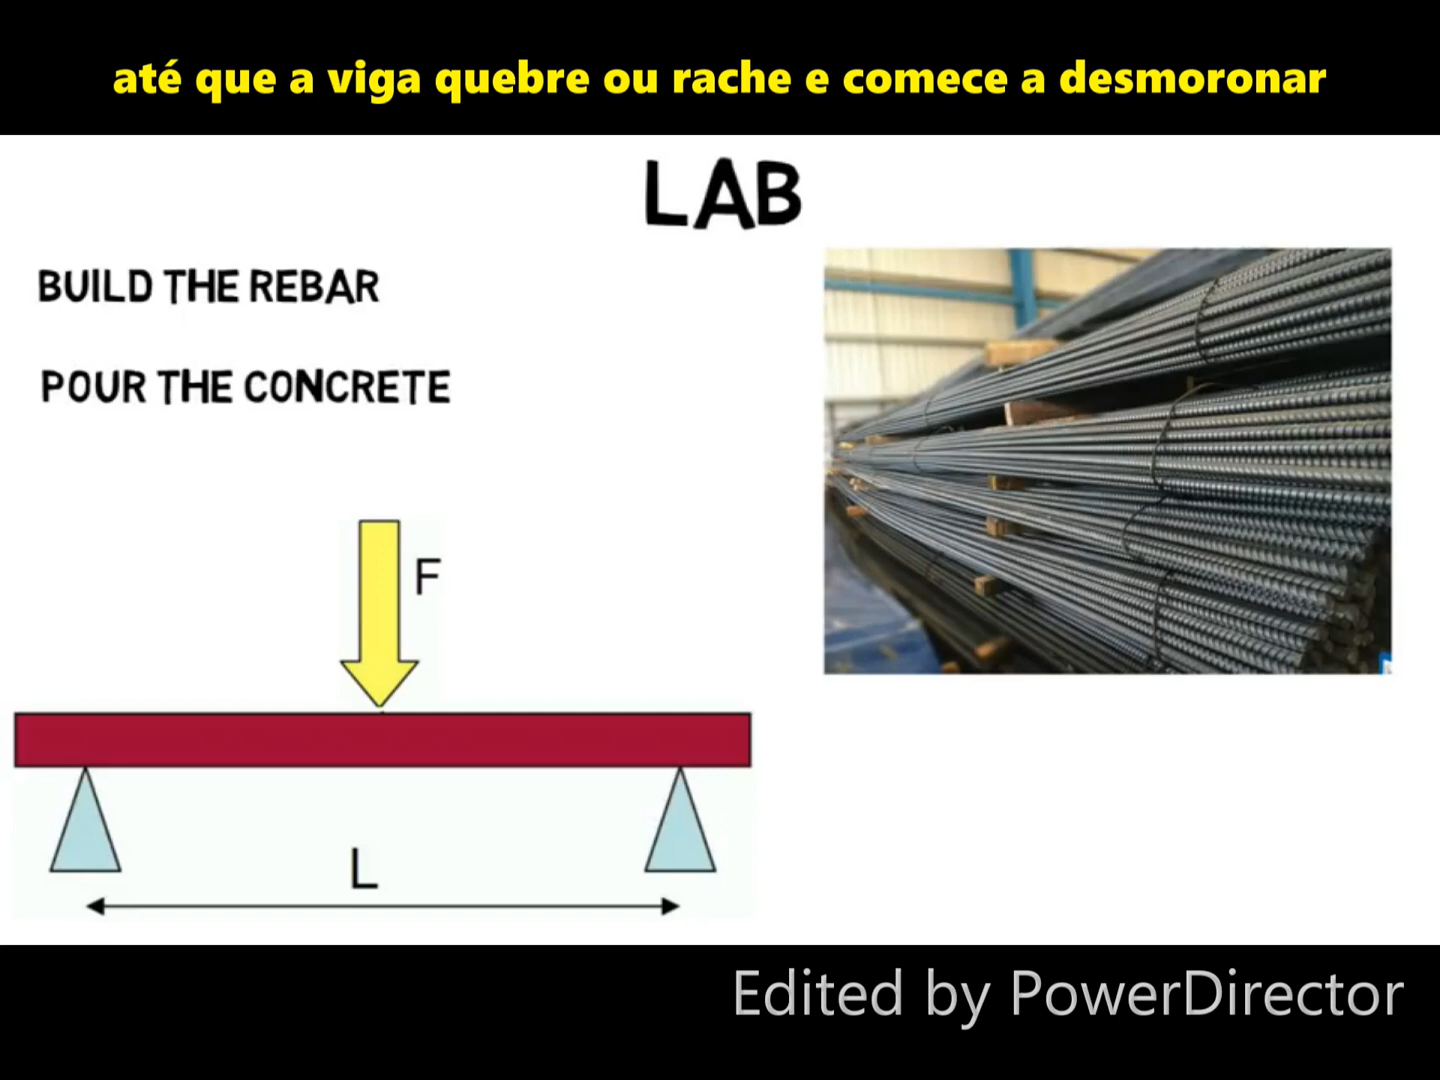 até que a viga quebre ou rache e comece a desmoronar
LAB
BUILD THE REBAR
POUR THE CONCRETE
F
L
Edited by PowerDirector